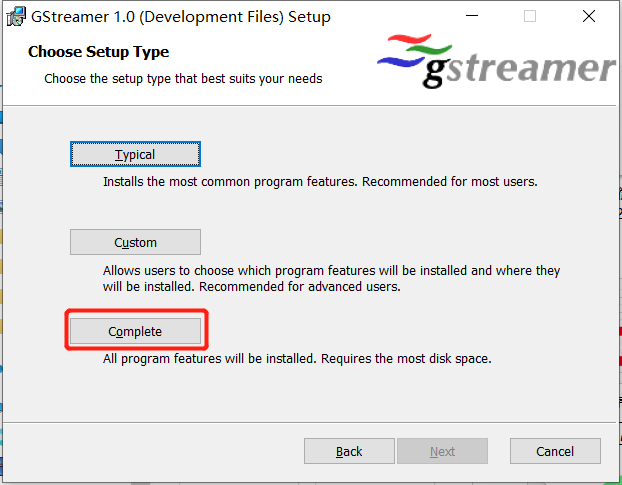 GStreamer 1.0 (Development Files) Setup
Choose Setup Type
Choose the setup type that best suits your needs
gstreamer
Typical
Installs the most common program features. Recommended for most users.
Custom
Allows users to choose which program features will be installed and where they
will be installed. Recommended for advanced users.
Complete
All program features will be installed. Requires the most disk space.
Back
Next
Cancel